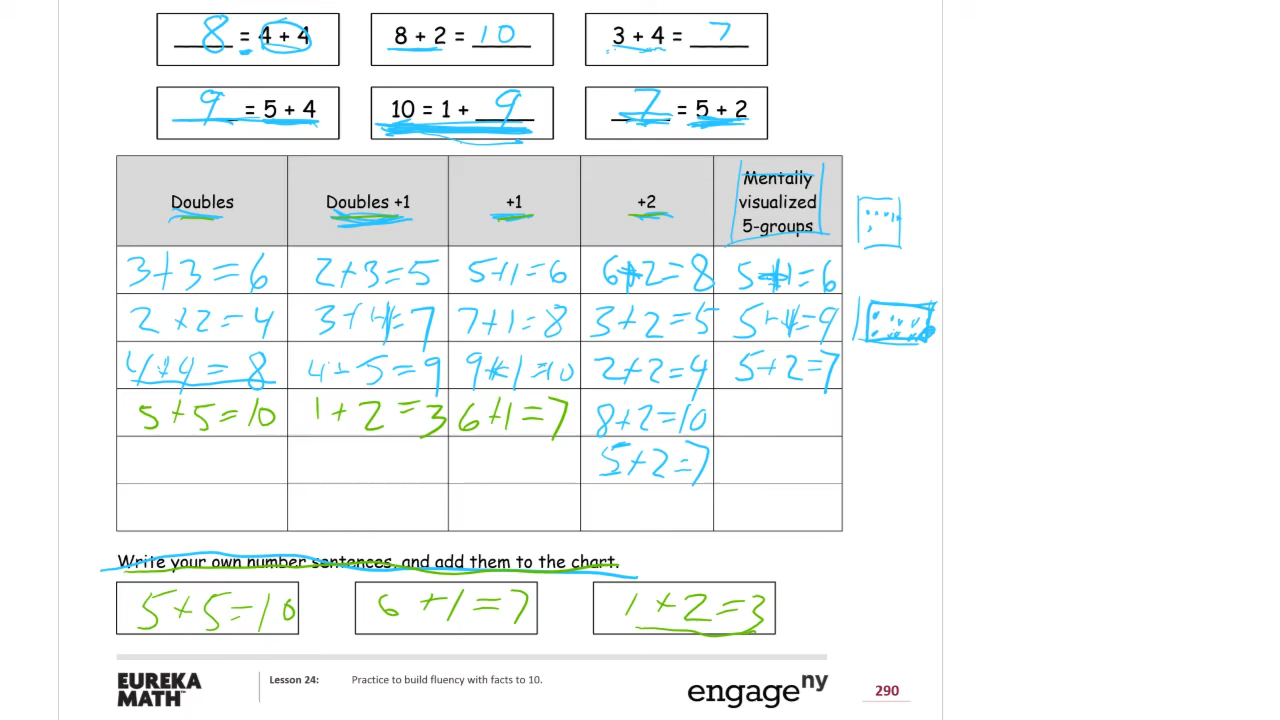 8 = 4 + 4 8 + 2 = 10 3 + 4 = 7
9 = 5 + 4 10 = 1 + 9 7 = 5 + 2
Doubles Doubles +1 +1 +2 Mentally visualized 5-groups
3+3=6 2+3=5 5+1=6 6+2=8 5+1=6
2+2=4 3+4=7 7+1=8 3+2=5 5+4=9
4+4=8 4+5=9 9+1=10 2+2=4 5+2=7
5+5=10 1+2=3 6+1=7 8+2=10
5+2=7
Write your own number sentences, and add them to the chart.
5+5=10 6+1=7 1+2=3
EUREKA MATH™ Lesson 24: Practice to build fluency with facts to 10. engageny 290